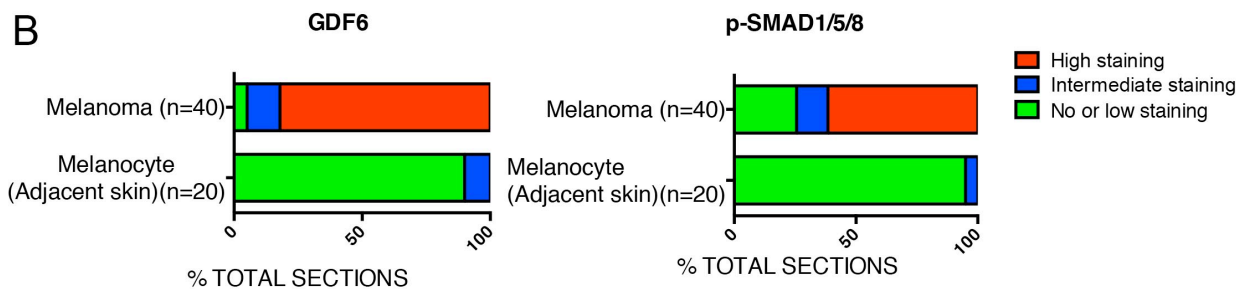 B
GDF6
Melanoma (n=40)
Melanocyte
(Adjacent skin)(n=20)
0
50
100
% TOTAL SECTIONS
p-SMAD1/5/8
Melanoma (n=40)
Melanocyte
(Adjacent skin)(n=20)
0
50
100
% TOTAL SECTIONS
High staining
Intermediate staining
No or low staining